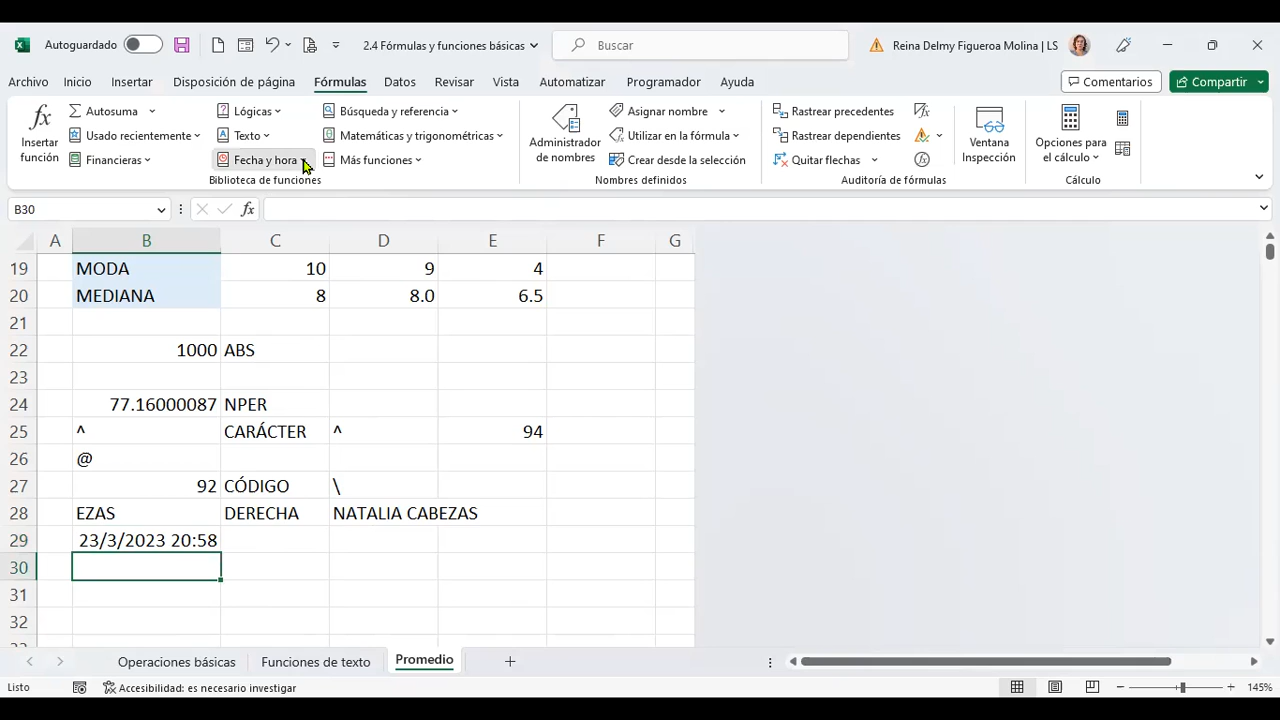 Autoguardado
2.4 Fórmulas y funciones básicas
Buscar
Reina Delmy Figueroa Molina | LS
Archivo Inicio Insertar Disposición de página Fórmulas Datos Revisar Vista Automatizar Programador Ayuda
Comentarios
Compartir
fx
Insertar función
Autosuma
Usado recientemente
Financieras
Lógicas
Texto
Fecha y hora
Búsqueda y referencia
Matemáticas y trigonométricas
Más funciones
Biblioteca de funciones
Administrador de nombres
Asignar nombre
Utilizar en la fórmula
Crear desde la selección
Nombres definidos
Rastrear precedentes
Rastrear dependientes
Quitar flechas
Ventana Inspección
Auditoría de fórmulas
Opciones para el cálculo
Cálculo
B30 fx
A B C D E F G
19 MODA 10 9 4
20 MEDIANA 8 8.0 6.5
21
22 1000 ABS
23
24 77.16000087 NPER
25 ^ CARÁCTER ^ 94
26 @
27 92 CÓDIGO \
28 EZAS DERECHA NATALIA CABEZAS
29 23/3/2023 20:58
30
31
32
Operaciones básicas Funciones de texto Promedio
Listo
Accesibilidad: es necesario investigar
145%